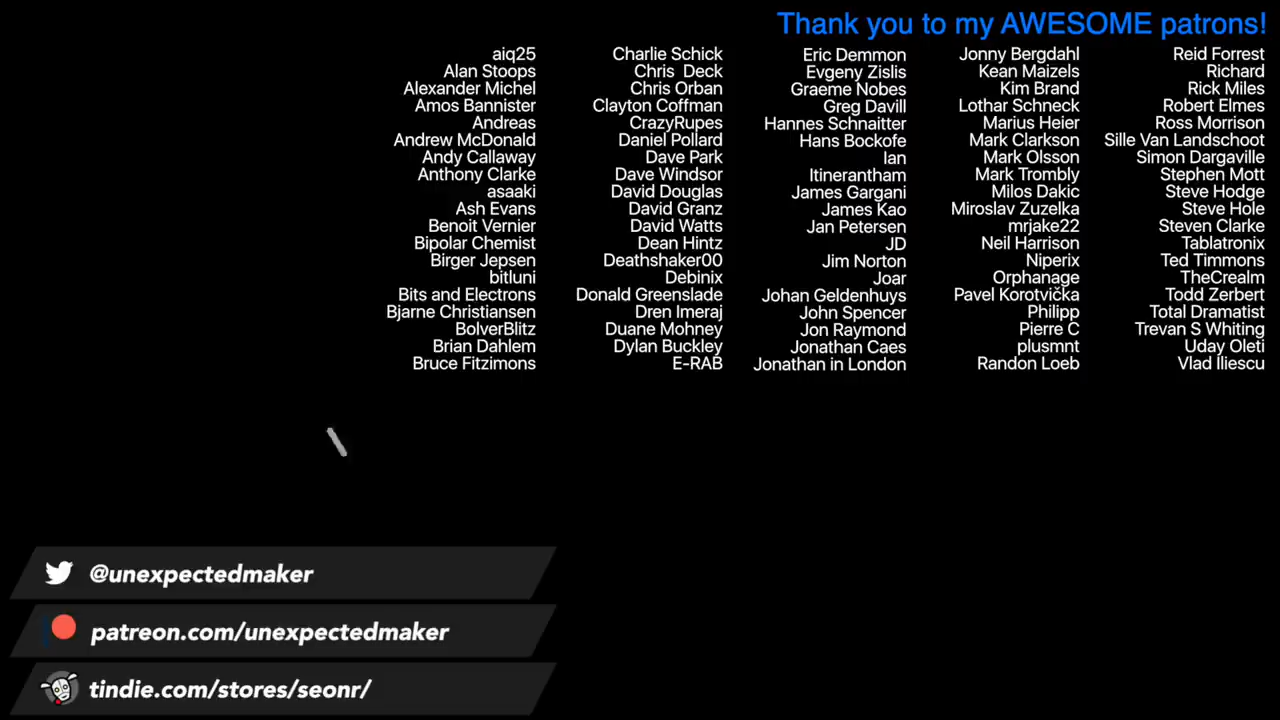 Thank you to my AWESOME patrons!
aiq25
Alan Stoops
Alexander Michel
Amos Bannister
Andreas
Andrew McDonald
Andy Callaway
Anthony Clarke
asaaki
Ash Evans
Benoit Vernier
Bipolar Chemist
Birger Jepsen
bitluni
Bits and Electrons
Bjarne Christiansen
BolverBlitz
Brian Dahlem
Bruce Fitzimons
Charlie Schick
Chris  Deck
Chris Orban
Clayton Coffman
CrazyRupes
Daniel Pollard
Dave Park
Dave Windsor
David Douglas
David Granz
David Watts
Dean Hintz
Deathshaker00
Debinix
Donald Greenslade
Dren Imeraj
Duane Mohney
Dylan Buckley
E-RAB
Eric Demmon
Evgeny Zislis
Graeme Nobes
Greg Davill
Hannes Schnaitter
Hans Bockofe
Ian
Itinerantham
James Gargani
James Kao
Jan Petersen
JD
Jim Norton
Joar
Johan Geldenhuys
John Spencer
Jon Raymond
Jonathan Caes
Jonathan in London
Jonny Bergdahl
Kean Maizels
Kim Brand
Lothar Schneck
Marius Heier
Mark Clarkson
Mark Olsson
Mark Trombly
Milos Dakic
Miroslav Zuzelka
mrjake22
Neil Harrison
Niperix
Orphanage
Pavel Korotvička
Philipp
Pierre C
plusmnt
Randon Loeb
Reid Forrest
Richard
Rick Miles
Robert Elmes
Ross Morrison
Sille Van Landschoot
Simon Dargaville
Stephen Mott
Steve Hodge
Steve Hole
Steven Clarke
Tablatronix
Ted Timmons
TheCrealm
Todd Zerbert
Total Dramatist
Trevan S Whiting
Uday Oleti
Vlad Iliescu
@unexpectedmaker
patreon.com/unexpectedmaker
tindie.com/stores/seonr/